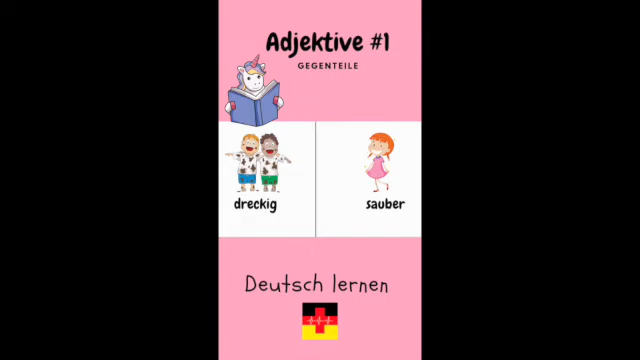 Adjektive #1
GEGENTEILE
dreckig
sauber
Deutsch lernen